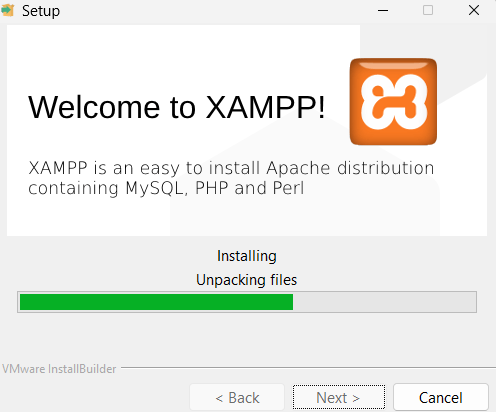 Setup
Welcome to XAMPP!
XAMPP is an easy to install Apache distribution
containing MySQL, PHP and Perl
Installing
Unpacking files
VMware InstallBuilder
< Back
Next >
Cancel